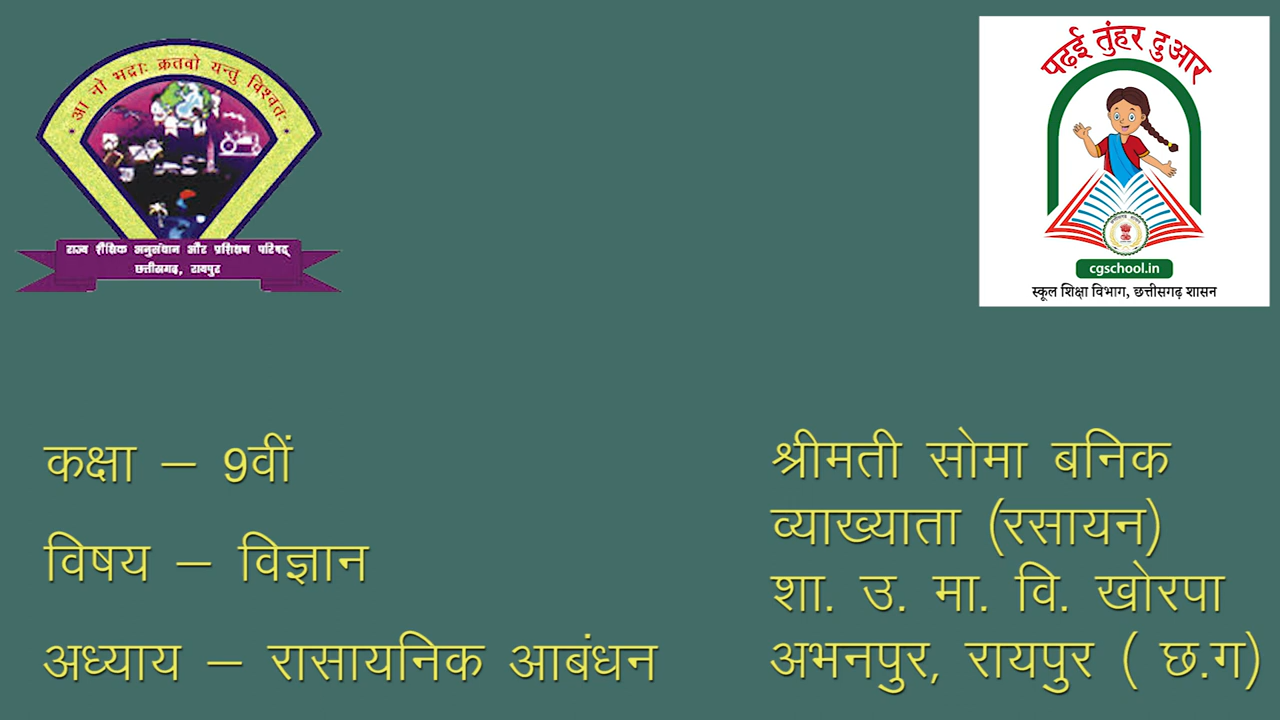 आ नो भद्राः क्रतवो यन्तु विश्वतः
राज्य शैक्षिक अनुसंधान और प्रशिक्षण परिषद्
छत्तीसगढ़, रायपुर
पढ़ई तुंहर दुआर
cgschool.in
स्कूल शिक्षा विभाग, छत्तीसगढ़ शासन
कक्षा – 9वीं
विषय – विज्ञान
अध्याय – रासायनिक आबंधन
श्रीमती सोमा बनिक
व्याख्याता (रसायन)
शा. उ. मा. वि. खोरपा
अभनपुर, रायपुर ( छ.ग)